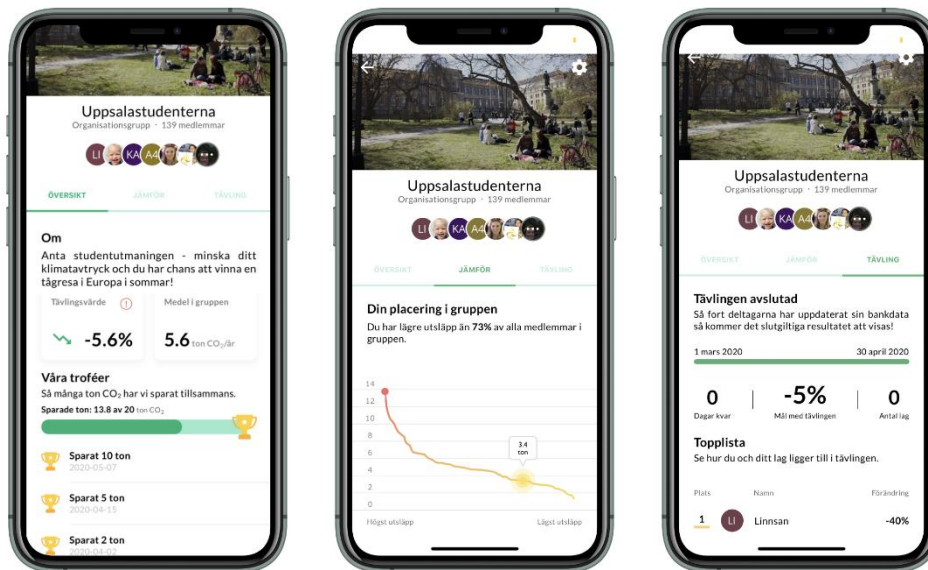 Uppsalastudenterna
Organisationsgrupp · 139 medlemmar
LI KA A4
ÖVERSIKT JÄMFÖR TÄVLING
Om
Anta studentutmaningen - minska ditt
klimatavtryck och du har chans att vinna en
tågresa i Europa i sommar!
Tävlingsvärde Medel i gruppen
-5.6% 5.6 ton CO₂/år
Våra troféer
Så många ton CO₂ har vi sparat tillsammans.
Sparade ton: 13.8 av 20 ton CO₂
Sparat 10 ton
2020-05-07
Sparat 5 ton
2020-04-15
Sparat 2 ton
2020-04-02
Uppsalastudenterna
Organisationsgrupp · 139 medlemmar
LI KA A4
ÖVERSIKT JÄMFÖR TÄVLING
Din placering i gruppen
Du har lägre utsläpp än 73% av alla medlemmar i
gruppen.
14
12
10
8
6
4
2
0
3.4
ton
Högst utsläpp Lägst utsläpp
Uppsalastudenterna
Organisationsgrupp · 139 medlemmar
LI KA A4
ÖVERSIKT JÄMFÖR TÄVLING
Tävlingen avslutad
Så fort deltagarna har uppdaterat sin bankdata
så kommer det slutgiltiga resultatet att visas!
1 mars 2020 30 april 2020
0 -5% 0
Dagar kvar Mål med tävlingen Antal lag
Topplista
Se hur du och ditt lag ligger till i tävlingen.
Plats Namn Förändring
1 LI Linnsan -40%